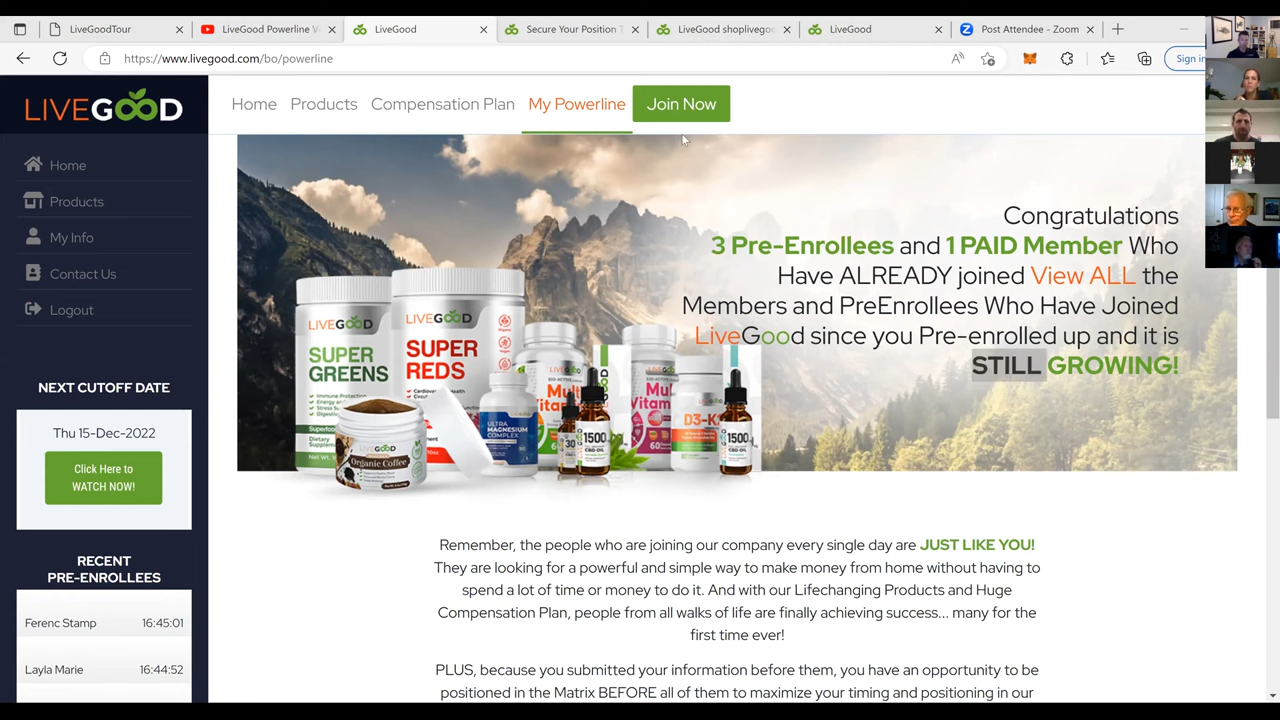 LiveGoodTour
LiveGood Powerline V
LiveGood
Secure Your Position T
LiveGood shoplivegoo
LiveGood
Post Attendee - Zoom
https://www.livegood.com/bo/powerline
Sign in
LIVEGOOD
Home
Products
Compensation Plan
My Powerline
Join Now
Home
Products
My Info
Contact Us
Logout
NEXT CUTOFF DATE
Thu 15-Dec-2022
Click Here to
WATCH NOW!
RECENT
PRE-ENROLLEES
Ferenc Stamp 16:45:01
Layla Marie 16:44:52
Congratulations
3 Pre-Enrollees and 1 PAID Member Who
Have ALREADY joined View ALL the
Members and PreEnrollees Who Have Joined
LiveGood since you Pre-enrolled up and it is
STILL GROWING!
LIVEGOOD
SUPER
GREENS
LIVEGOOD
SUPER
REDS
LIVEGOOD
Organic Coffee
ULTRA
MAGNESIUM
COMPLEX
1500
D3-K
1500
Remember, the people who are joining our company every single day are JUST LIKE YOU!
They are looking for a powerful and simple way to make money from home without having to
spend a lot of time or money to do it. And with our Lifechanging Products and Huge
Compensation Plan, people from all walks of life are finally achieving success... many for the
first time ever!
PLUS, because you submitted your information before them, you have an opportunity to be
positioned in the Matrix BEFORE all of them to maximize your timing and positioning in our